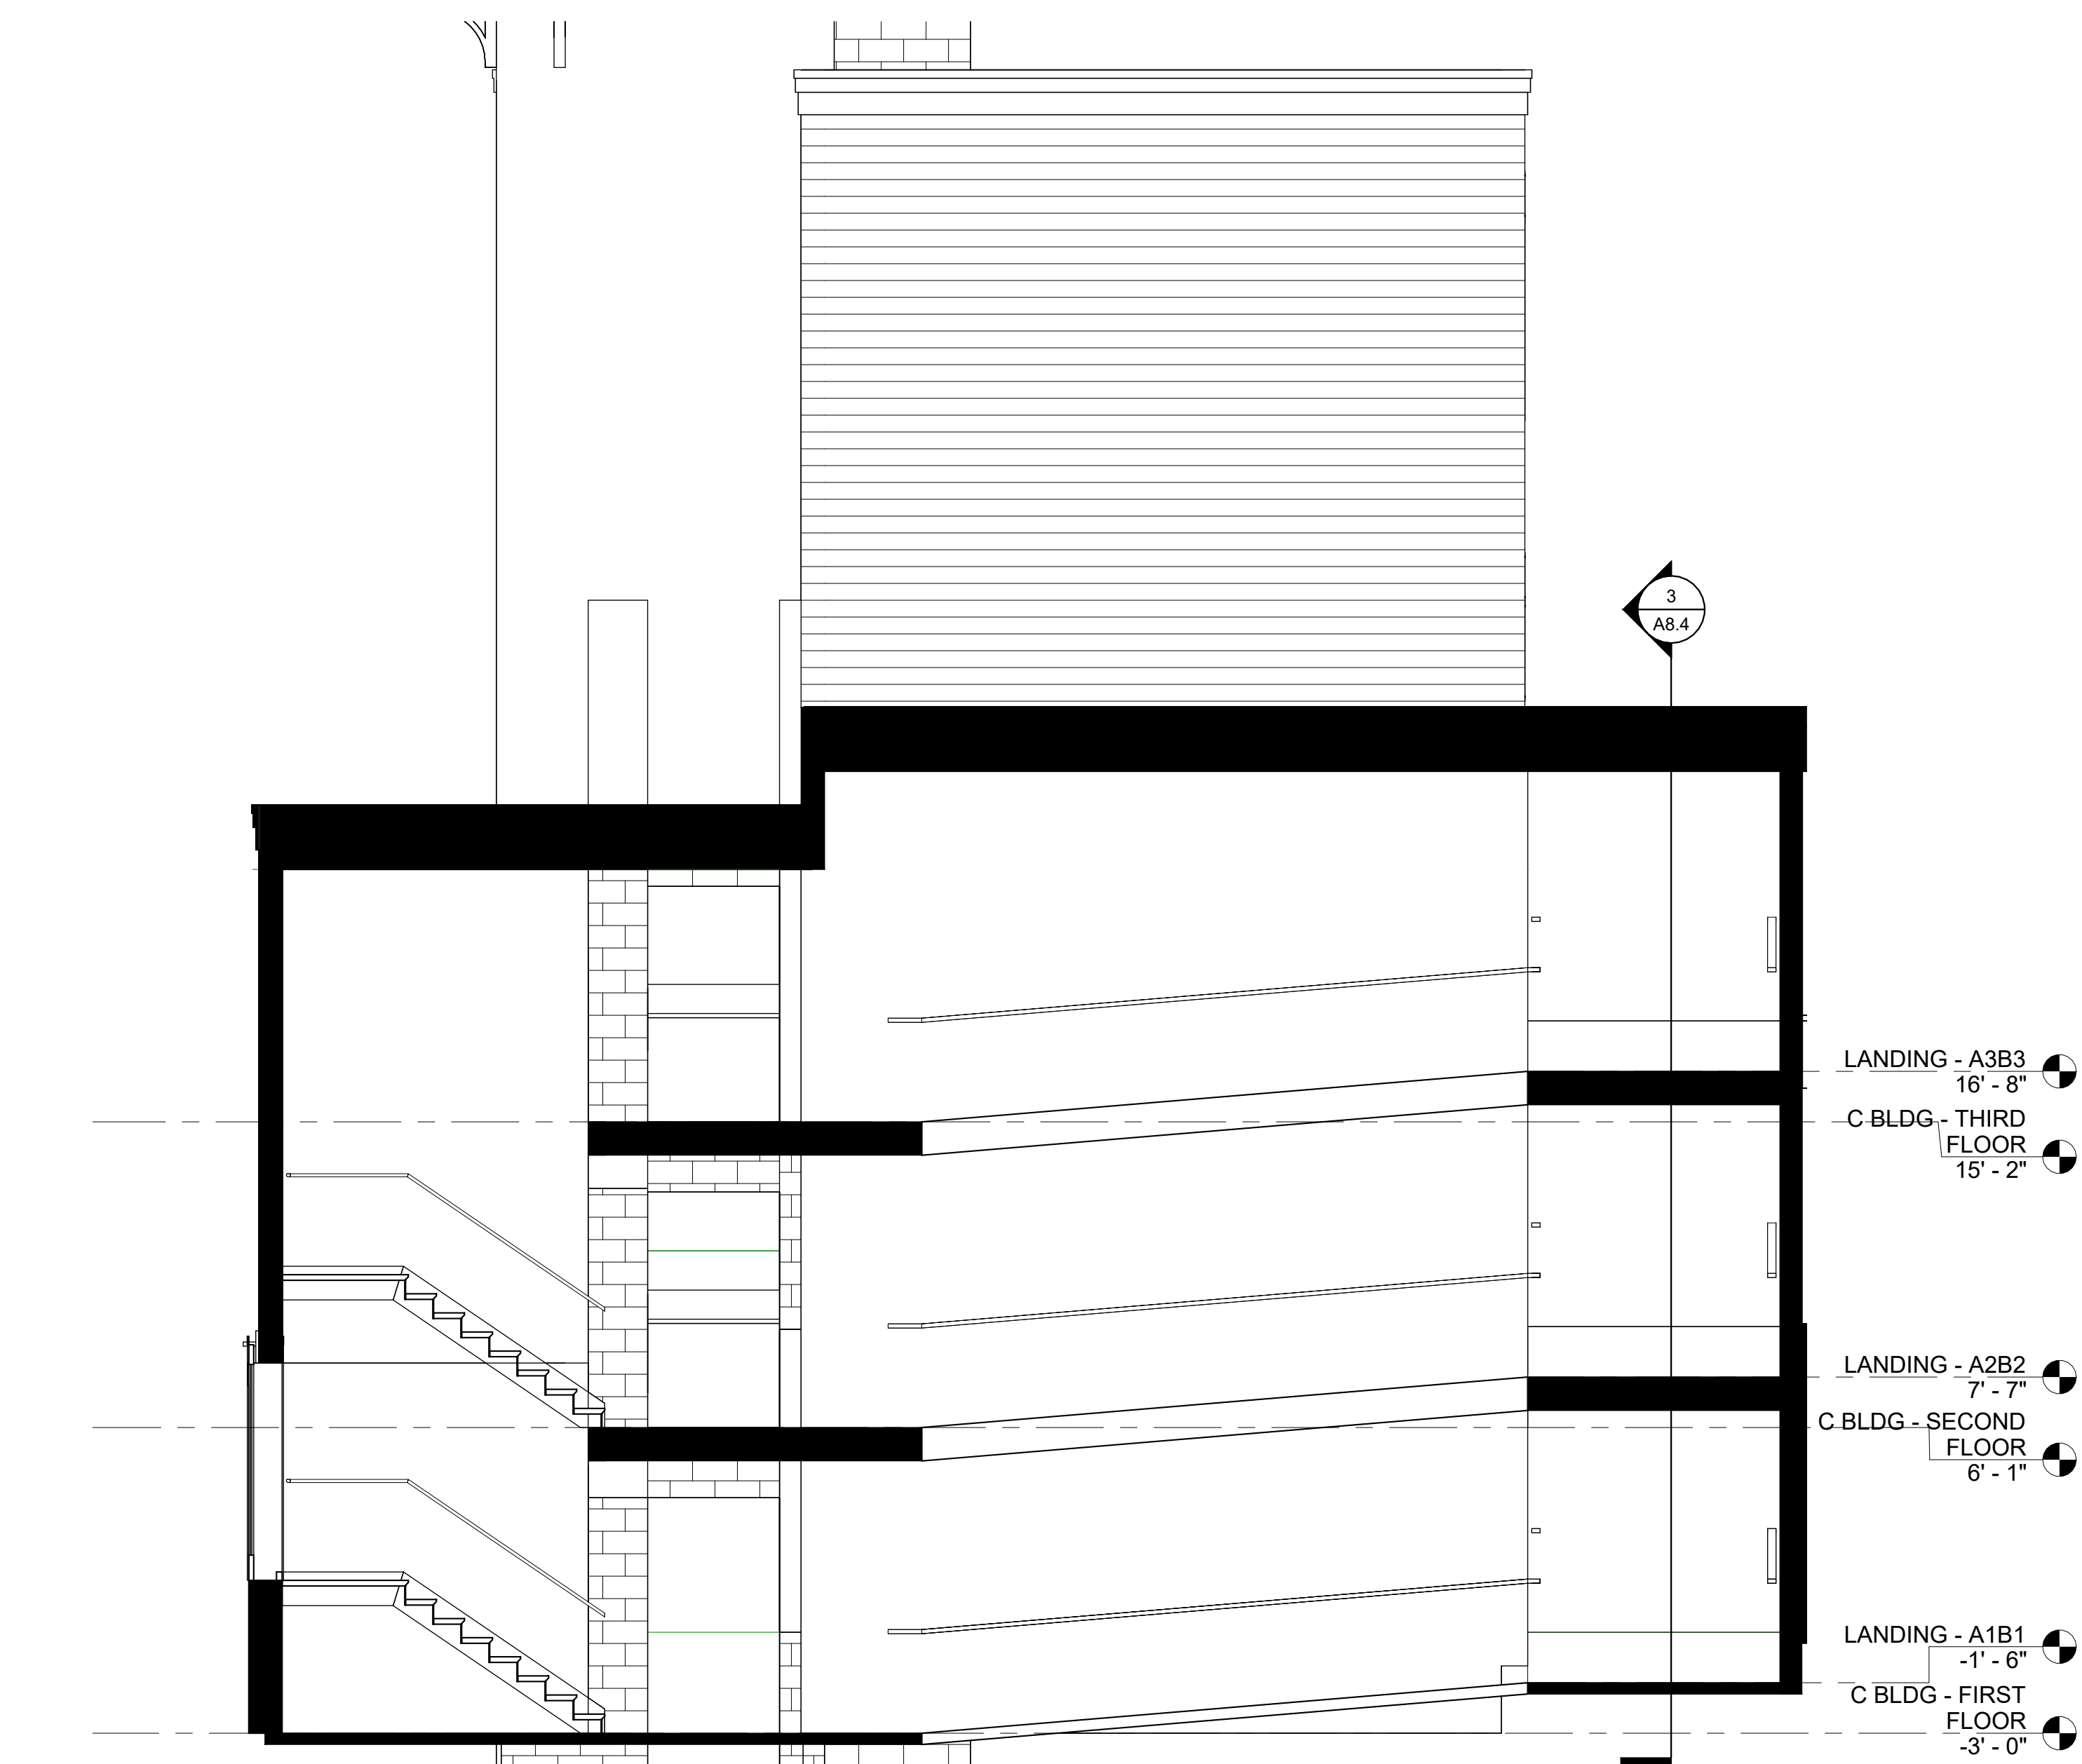 3
A8.4
LANDING - A3B3
16' - 8"
C BLDG - THIRD
FLOOR
15' - 2"
LANDING - A2B2
7' - 7"
C BLDG - SECOND
FLOOR
6' - 1"
LANDING - A1B1
-1' - 6"
C BLDG - FIRST
FLOOR
-3' - 0"